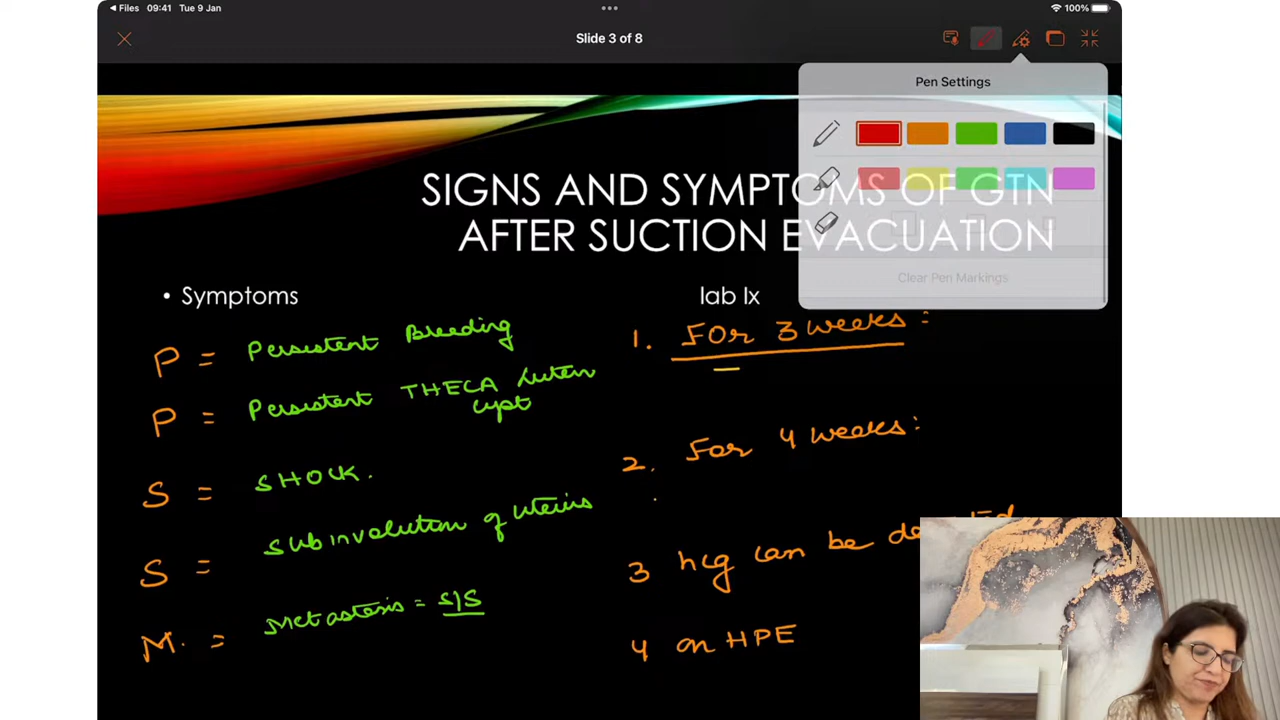 Files 09:41 Tue 9 Jan 100%
Slide 3 of 8
Pen Settings
Clear Pen Markings
SIGNS AND SYMPTOMS OF GTN
AFTER SUCTION EVACUATION
• Symptoms
P = Persistent Bleeding
P = Persistent THECA Lutein
cyst
S = SHOCK.
S = Subinvolution of Uterus
M. = Metastasis = S/S
lab Ix
1. For 3 weeks:
2. For 4 weeks:
3 hcg can be
4 on HPE